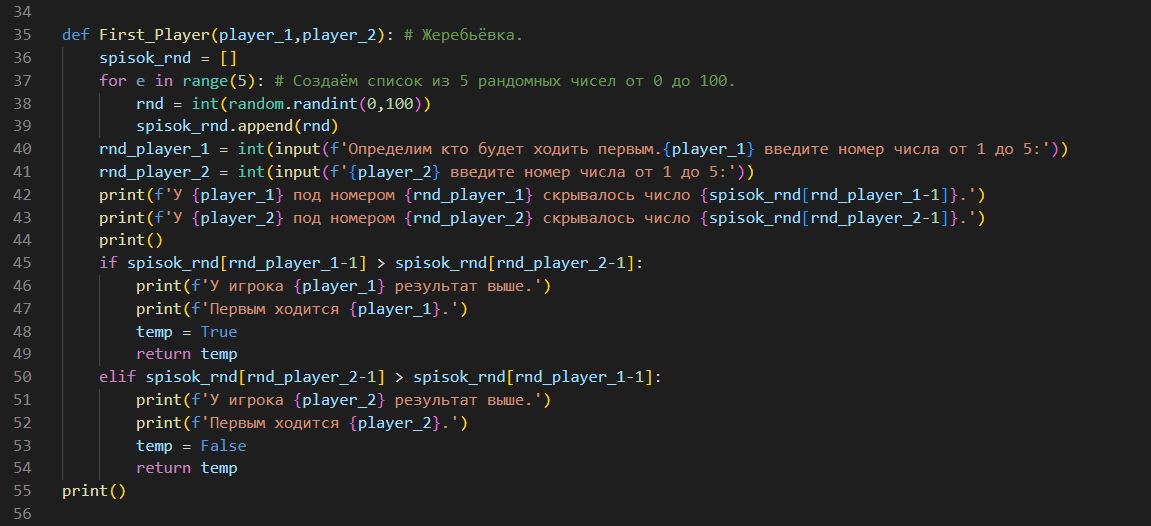 34
35 def First_Player(player_1,player_2): # Жеребьёвка.
36     spisok_rnd = []
37     for e in range(5): # Создаём список из 5 рандомных чисел от 0 до 100.
38         rnd = int(random.randint(0,100))
39         spisok_rnd.append(rnd)
40     rnd_player_1 = int(input(f'Определим кто будет ходить первым.{player_1} введите номер числа от 1 до 5:'))
41     rnd_player_2 = int(input(f'{player_2} введите номер числа от 1 до 5:'))
42     print(f'У {player_1} под номером {rnd_player_1} скрывалось число {spisok_rnd[rnd_player_1-1]}.')
43     print(f'У {player_2} под номером {rnd_player_2} скрывалось число {spisok_rnd[rnd_player_2-1]}.')
44     print()
45     if spisok_rnd[rnd_player_1-1] > spisok_rnd[rnd_player_2-1]:
46         print(f'У игрока {player_1} результат выше.')
47         print(f'Первым ходится {player_1}.')
48         temp = True
49         return temp
50     elif spisok_rnd[rnd_player_2-1] > spisok_rnd[rnd_player_1-1]:
51         print(f'У игрока {player_2} результат выше.')
52         print(f'Первым ходится {player_2}.')
53         temp = False
54         return temp
55 print()
56